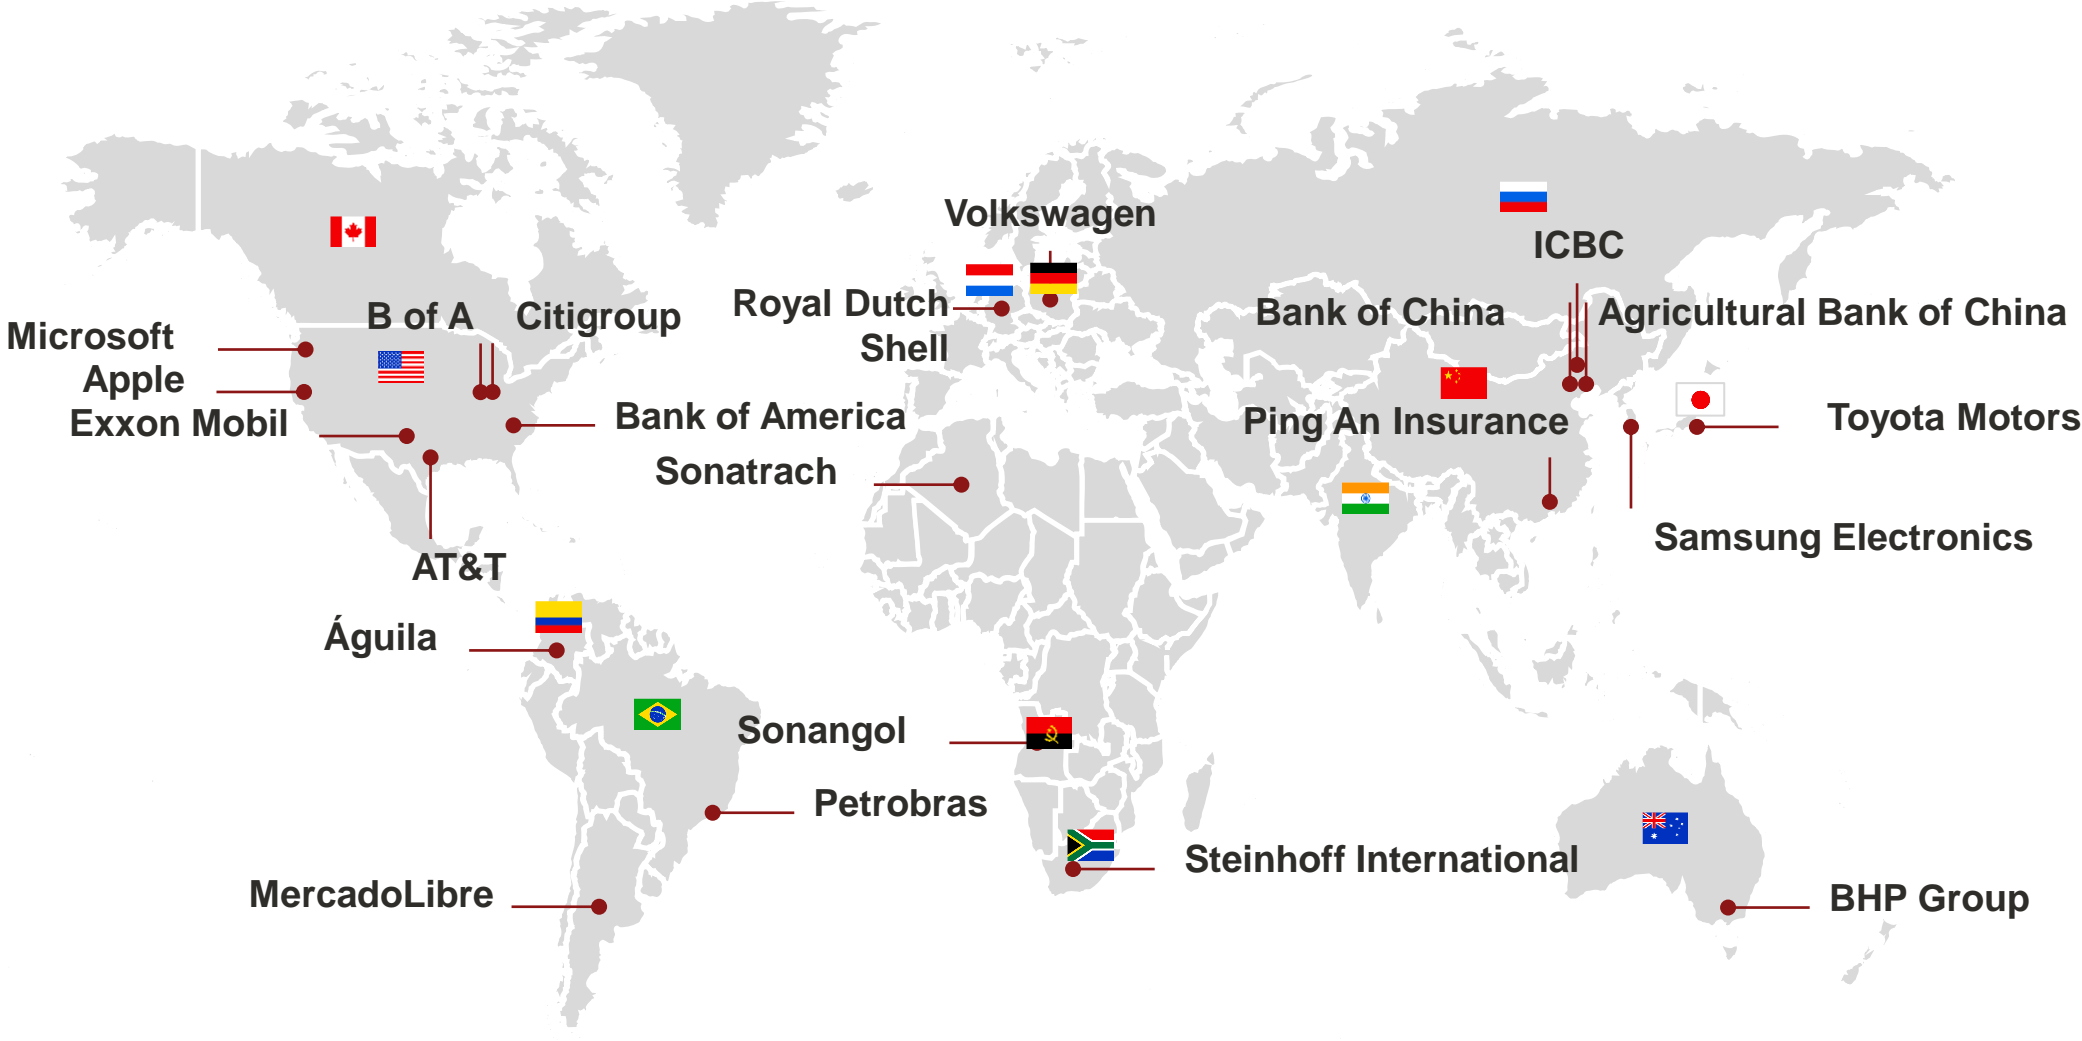 Volkswagen
ICBC
Royal Dutch
Shell
Bank of China
Agricultural Bank of China
B of A
Citigroup
Microsoft
Apple
Exxon Mobil
Bank of America
Ping An Insurance
Toyota Motors
Sonatrach
Samsung Electronics
AT&T
Águila
Sonangol
Petrobras
Steinhoff International
MercadoLibre
BHP Group